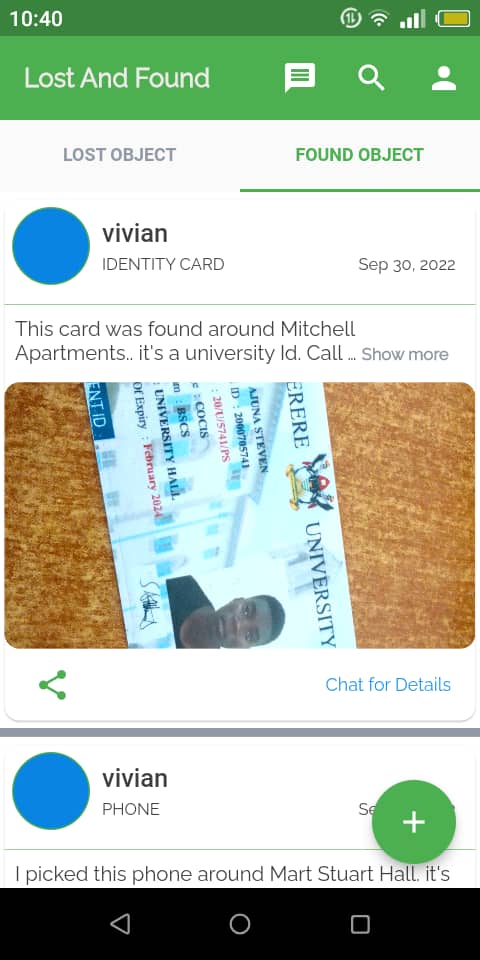 10:40
Lost And Found
LOST OBJECT
FOUND OBJECT
vivian
IDENTITY CARD
Sep 30, 2022
This card was found around Mitchell
Apartments.. it's a university Id. Call ... Show more
ERERE UNIVERSITY
AJUNA STEVEN
ID : 2000705741
: 20/U/5741/PS
: COCIS
: BSCS
: UNIVERSITY HALL
Of Expiry : February 2024
ENT ID
Chat for Details
vivian
PHONE
I picked this phone around Mart Stuart Hall. it's